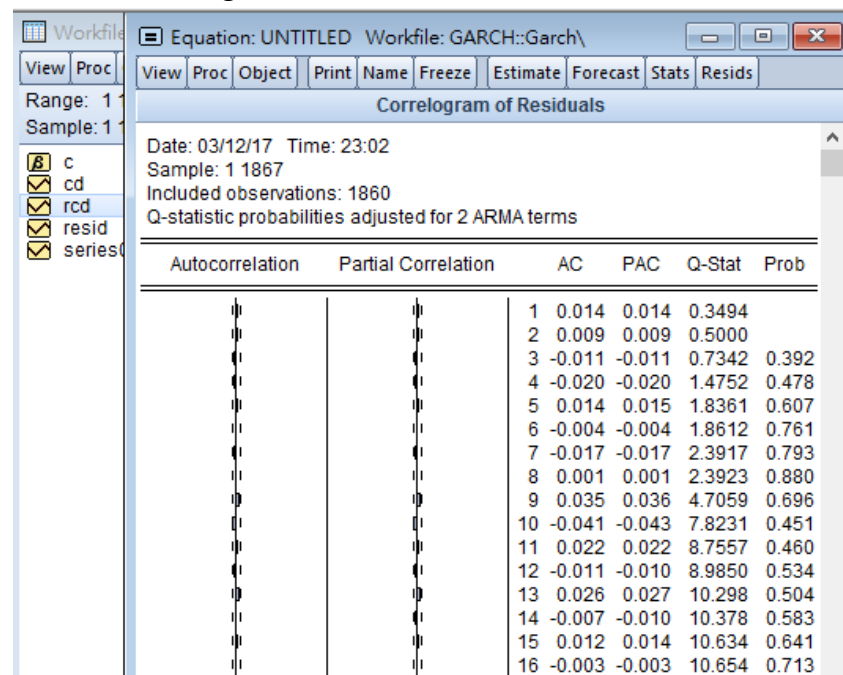 Workfile
View Proc
Range: 1 1
Sample: 1 1
β c
cd
rcd
resid
series0
Equation: UNTITLED Workfile: GARCH::Garch\
View Proc Object Print Name Freeze Estimate Forecast Stats Resids
Correlogram of Residuals
Date: 03/12/17 Time: 23:02
Sample: 1 1867
Included observations: 1860
Q-statistic probabilities adjusted for 2 ARMA terms
Autocorrelation Partial Correlation AC PAC Q-Stat Prob
1 0.014 0.014 0.3494
2 0.009 0.009 0.5000
3 -0.011 -0.011 0.7342 0.392
4 -0.020 -0.020 1.4752 0.478
5 0.014 0.015 1.8361 0.607
6 -0.004 -0.004 1.8612 0.761
7 -0.017 -0.017 2.3917 0.793
8 0.001 0.001 2.3923 0.880
9 0.035 0.036 4.7059 0.696
10 -0.041 -0.043 7.8231 0.451
11 0.022 0.022 8.7557 0.460
12 -0.011 -0.010 8.9850 0.534
13 0.026 0.027 10.298 0.504
14 -0.007 -0.010 10.378 0.583
15 0.012 0.014 10.634 0.641
16 -0.003 -0.003 10.654 0.713